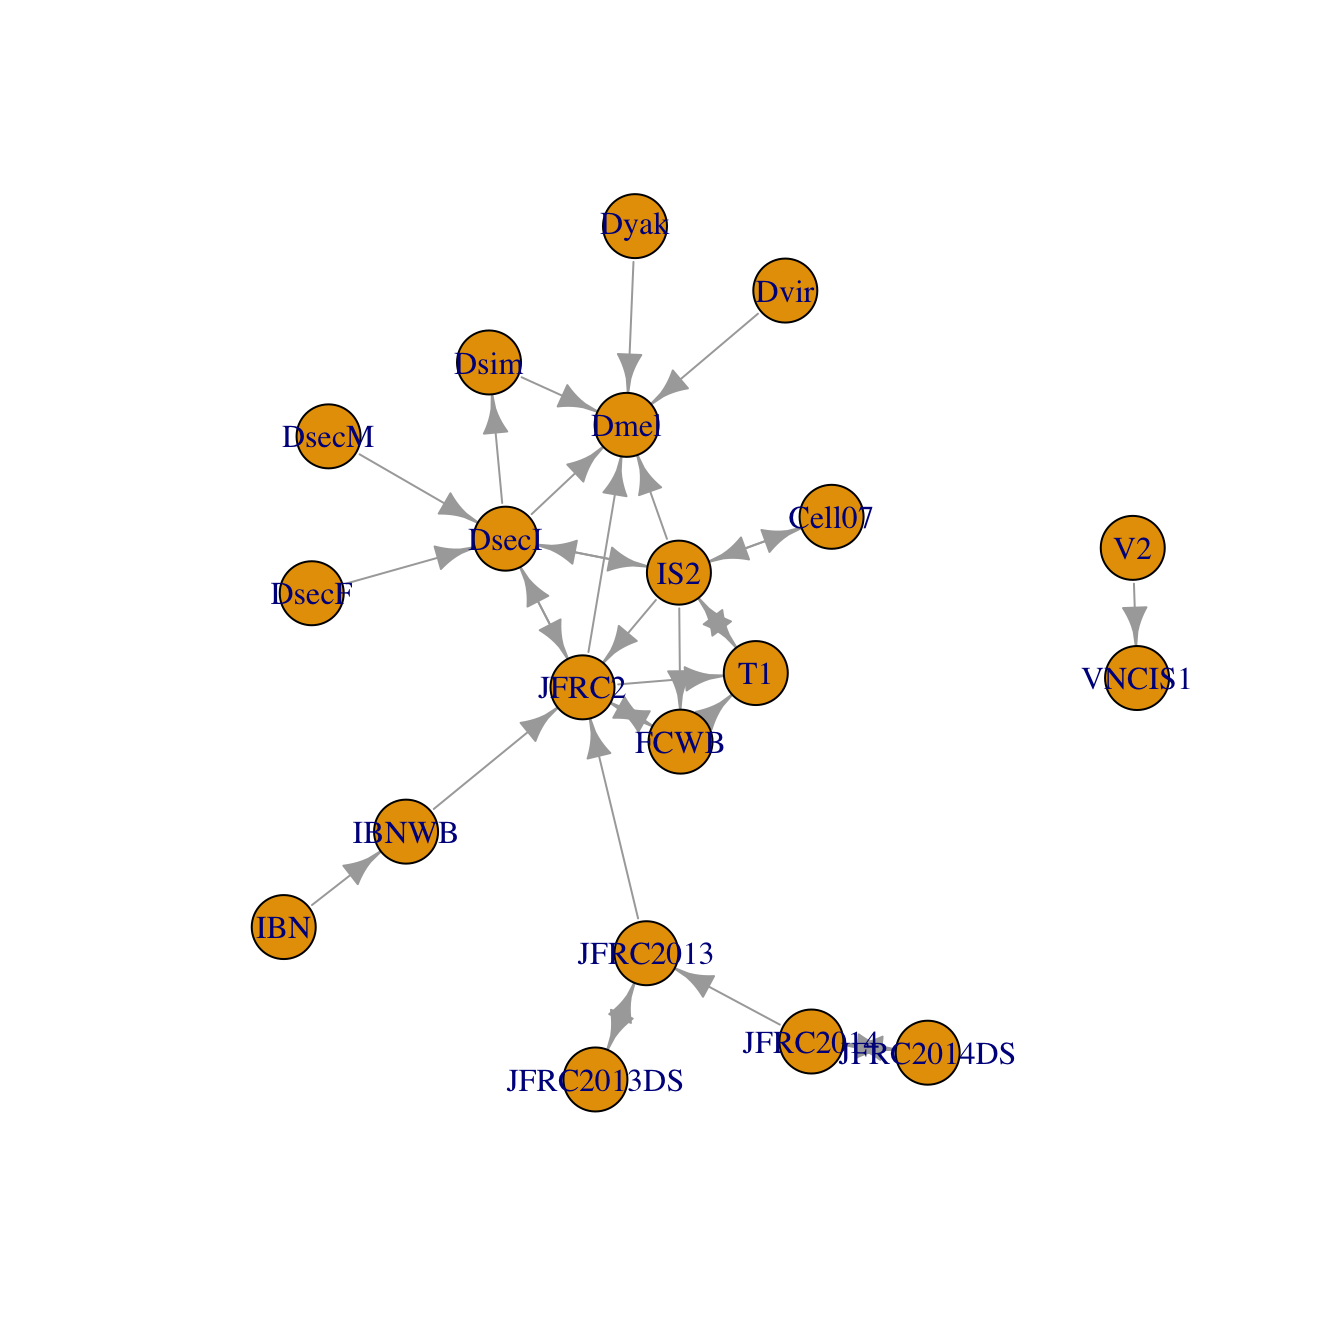 Dyak
Dvir
Dsim
Dmel
DsecM
Cell07
DsecI
V2
IS2
DsecF
T1
VNCIS1
JFRC2
FCWB
IBNWB
IBN
JFRC2013
JFRC2014
JFRC2014DS
JFRC2013DS